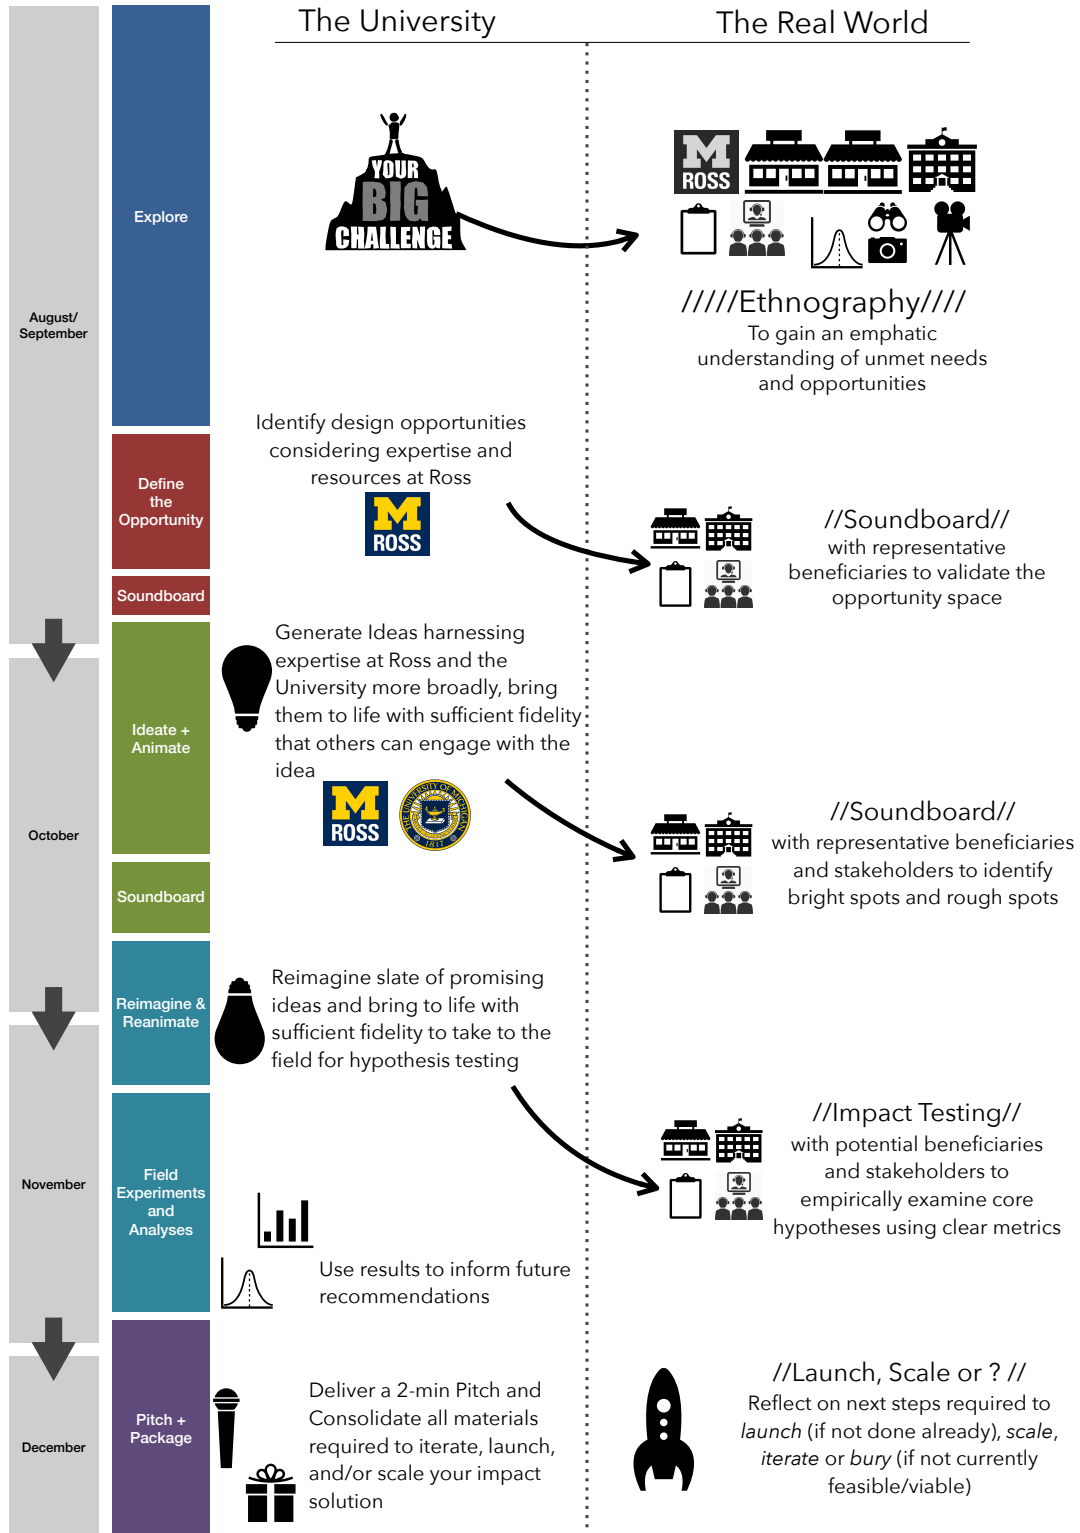 The University
The Real World
August/
September
Explore
YOUR
BIG
CHALLENGE
M
ROSS
/////Ethnography////
To gain an emphatic
understanding of unmet needs
and opportunities
Define
the
Opportunity
Identify design opportunities
considering expertise and
resources at Ross
M
ROSS
//Soundboard//
with representative
beneficiaries to validate the
opportunity space
Soundboard
October
Ideate +
Animate
Generate Ideas harnessing
expertise at Ross and the
University more broadly, bring
them to life with sufficient fidelity
that others can engage with the
idea
M
ROSS
THE UNIVERSITY OF MICHIGAN
1817
//Soundboard//
with representative beneficiaries
and stakeholders to identify
bright spots and rough spots
Soundboard
Reimagine &
Reanimate
Reimagine slate of promising
ideas and bring to life with
sufficient fidelity to take to the
field for hypothesis testing
November
Field
Experiments
and
Analyses
//Impact Testing//
with potential beneficiaries
and stakeholders to
empirically examine core
hypotheses using clear metrics
Use results to inform future
recommendations
December
Pitch +
Package
Deliver a 2-min Pitch and
Consolidate all materials
required to iterate, launch,
and/or scale your impact
solution
//Launch, Scale or ? //
Reflect on next steps required to
launch (if not done already), scale,
iterate or bury (if not currently
feasible/viable)